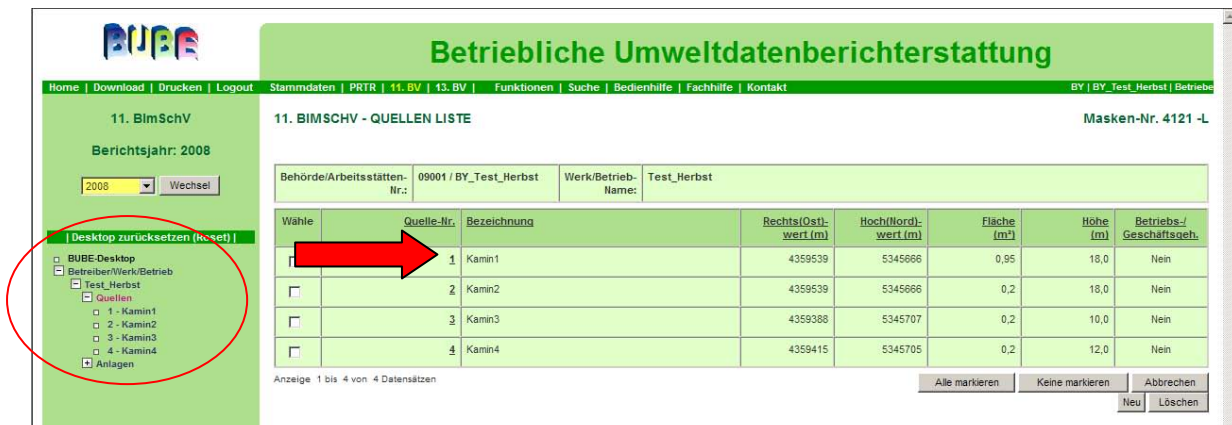 BUBE
Betriebliche Umweltdatenberichterstattung
Home | Download | Drucken | Logout Stammdaten | PRTR | 11. BV | 13. BV | Funktionen | Suche | Bedienhilfe | Fachhilfe | Kontakt BY | BY_Test_Herbst | Betriebe
11. BImSchV
Berichtsjahr: 2008
2008 Wechsel
| Desktop zurücksetzen (Reset) |
BUBE-Desktop
Betreiber/Werk/Betrieb
Test_Herbst
Quellen
1 - Kamin1
2 - Kamin2
3 - Kamin3
4 - Kamin4
Anlagen
11. BIMSCHV - QUELLEN LISTE Masken-Nr. 4121 -L
Behörde/Arbeitsstätten-Nr.: 09001 / BY_Test_Herbst Werk/Betrieb-Name: Test_Herbst
Wähle Quelle-Nr. Bezeichnung Rechts(Ost)-wert (m) Hoch(Nord)-wert (m) Fläche (m²) Höhe (m) Betriebs-/Geschäftsgeh.
1 Kamin1 4359539 5345666 0,95 18,0 Nein
2 Kamin2 4359539 5345666 0,2 18,0 Nein
3 Kamin3 4359388 5345707 0,2 10,0 Nein
4 Kamin4 4359415 5345705 0,2 12,0 Nein
Anzeige 1 bis 4 von 4 Datensätzen
Alle markieren Keine markieren Abbrechen
Neu Löschen